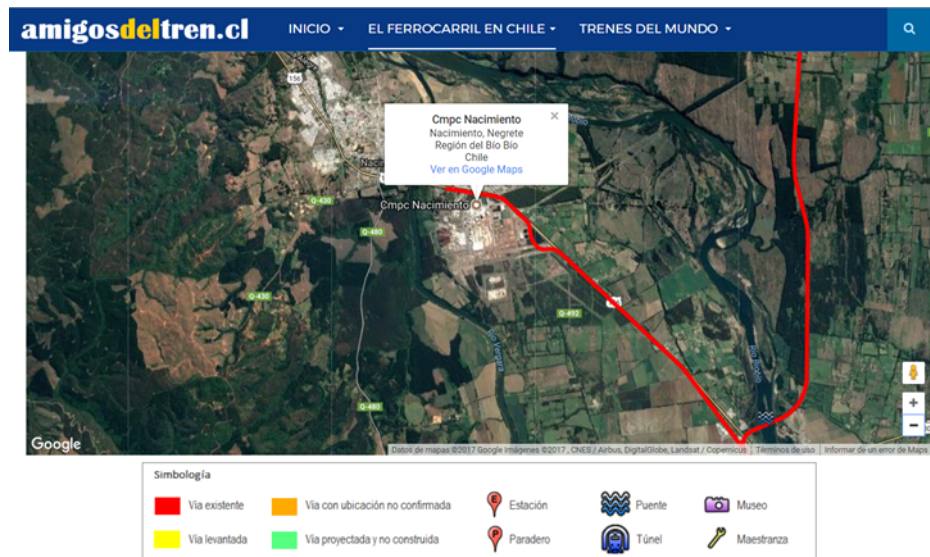 amigosdeltren.cl
INICIO
EL FERROCARRIL EN CHILE
TRENES DEL MUNDO
156
Cmpc Nacimiento
Nacimiento, Negrete
Región del Bío Bío
Chile
Ver en Google Maps
Q-430
Cmpc Nacimiento
Q-480
Q-430
Q-492
Río Vergara
Q-480
Google
Datos de mapas ©2017 Google Imágenes ©2017 , CNES / Airbus, DigitalGlobe, Landsat / Copernicus
Términos de uso
Informar de un error de Maps
Simbología
Vía existente
Vía con ubicación no confirmada
E
Estación
Puente
Museo
Vía levantada
Vía proyectada y no construida
P
Paradero
Túnel
Maestranza